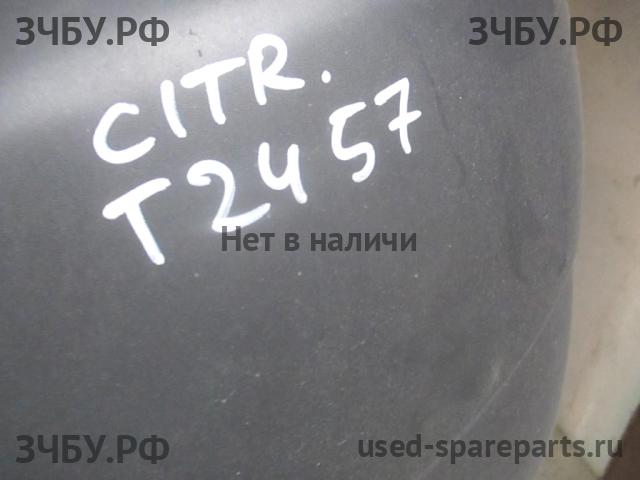 ЗЧБУ.РФ ЗЧБУ.РФ
CITR.
T2457
Нет в наличи
ЗЧБУ.РФ used-spareparts.ru